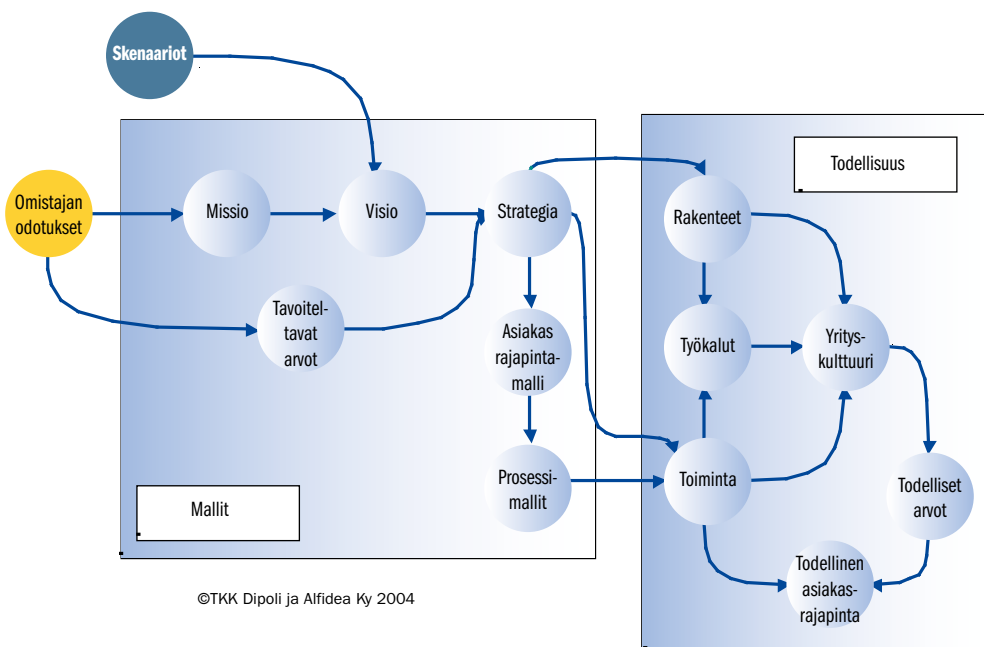 Skenaariot
Todellisuus
Omistajan
odotukset
Missio
Visio
Strategia
Rakenteet
Tavoitel-
tavat
arvot
Asiakas
rajapinta-
malli
Työkalut
Yritys-
kulttuuri
Prosessi-
mallit
Toiminta
Todelliset
arvot
Mallit
Todellinen
asiakas-
rajapinta
©TKK Dipoli ja Alfidea Ky 2004